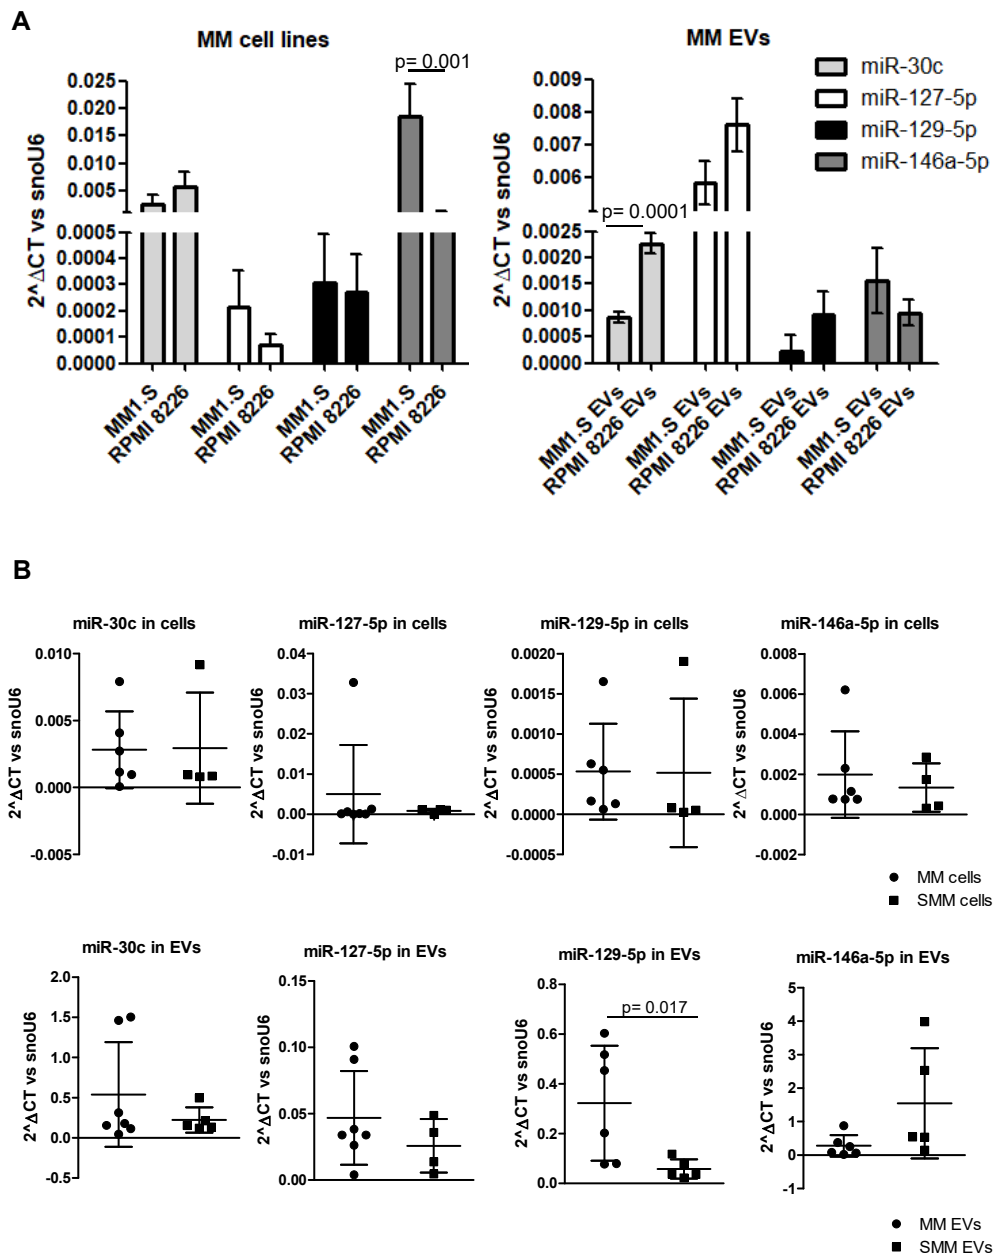 A
MM cell lines
p= 0.001
2^ΔCT vs snoU6
0.025
0.020
0.015
0.010
0.005
0.0005
0.0004
0.0003
0.0002
0.0001
0.0000
MM1.S
RPMI 8226
MM1.S
RPMI 8226
MM1.S
RPMI 8226
MM1.S
RPMI 8226
MM EVs
p= 0.0001
2^ΔCT vs snoU6
0.009
0.008
0.007
0.006
0.0025
0.0020
0.0015
0.0010
0.0005
0.0000
MM1.S EVs
RPMI 8226 EVs
MM1.S EVs
RPMI 8226 EVs
MM1.S EVs
RPMI 8226 EVs
MM1.S EVs
RPMI 8226 EVs
miR-30c
miR-127-5p
miR-129-5p
miR-146a-5p
B
miR-30c in cells
2^ΔCT vs snoU6
0.010
0.005
0.000
-0.005
miR-127-5p in cells
2^ΔCT vs snoU6
0.04
0.03
0.02
0.01
0.00
-0.01
miR-129-5p in cells
2^ΔCT vs snoU6
0.0020
0.0015
0.0010
0.0005
0.0000
-0.0005
miR-146a-5p in cells
2^ΔCT vs snoU6
0.008
0.006
0.004
0.002
0.000
-0.002
MM cells
SMM cells
miR-30c in EVs
2^ΔCT vs snoU6
2.0
1.5
1.0
0.5
0.0
-0.5
miR-127-5p in EVs
2^ΔCT vs snoU6
0.15
0.10
0.05
0.00
miR-129-5p in EVs
p= 0.017
2^ΔCT vs snoU6
0.8
0.6
0.4
0.2
0.0
miR-146a-5p in EVs
2^ΔCT vs snoU6
5
4
3
2
1
0
-1
MM EVs
SMM EVs